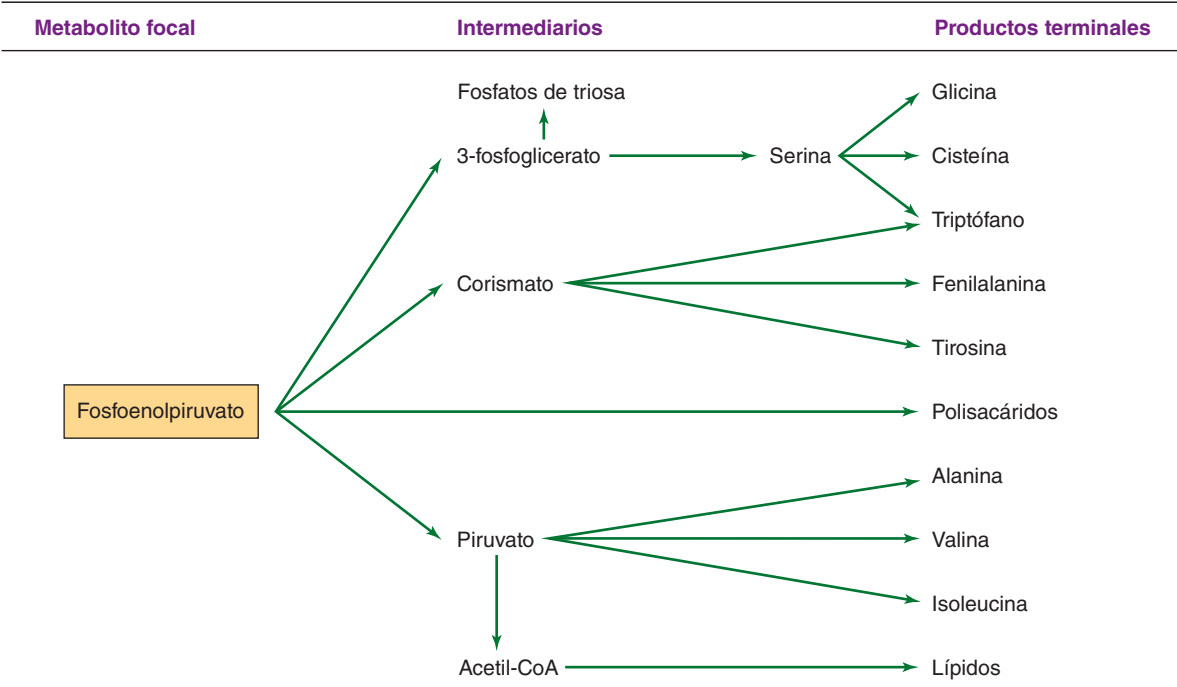 Metabolito focal
Intermediarios
Productos terminales
Fosfatos de triosa
Glicina
3-fosfoglicerato
Serina
Cisteína
Triptófano
Corismato
Fenilalanina
Tirosina
Fosfoenolpiruvato
Polisacáridos
Alanina
Piruvato
Valina
Isoleucina
Acetil-CoA
Lípidos